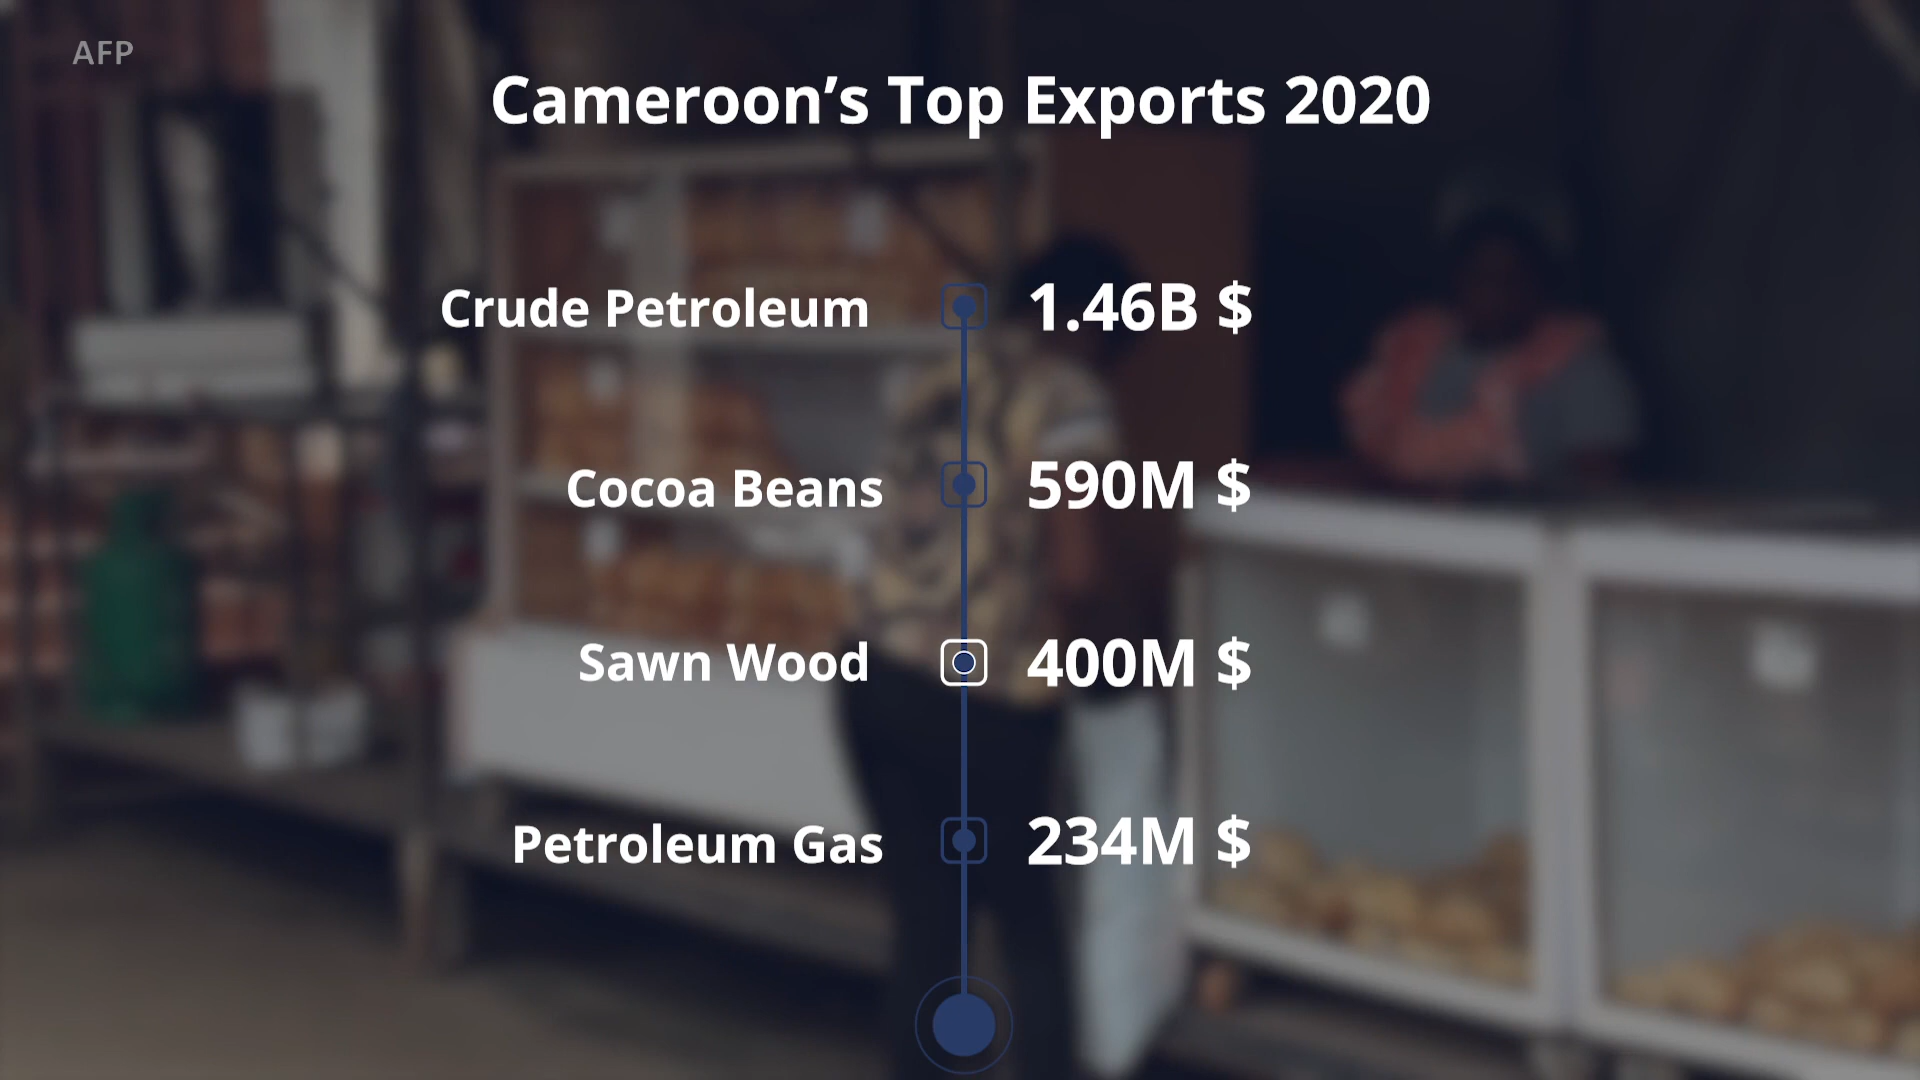 AFP
Cameroon’s Top Exports 2020
Crude Petroleum 1.46B $
Cocoa Beans 590M $
Sawn Wood 400M $
Petroleum Gas 234M $